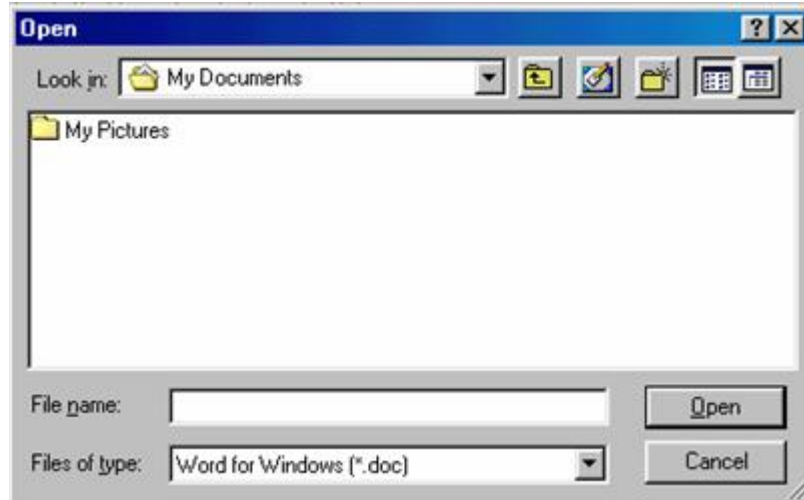 Open
Look in: My Documents
My Pictures
File name:
Open
Files of type: Word for Windows (*.doc)
Cancel